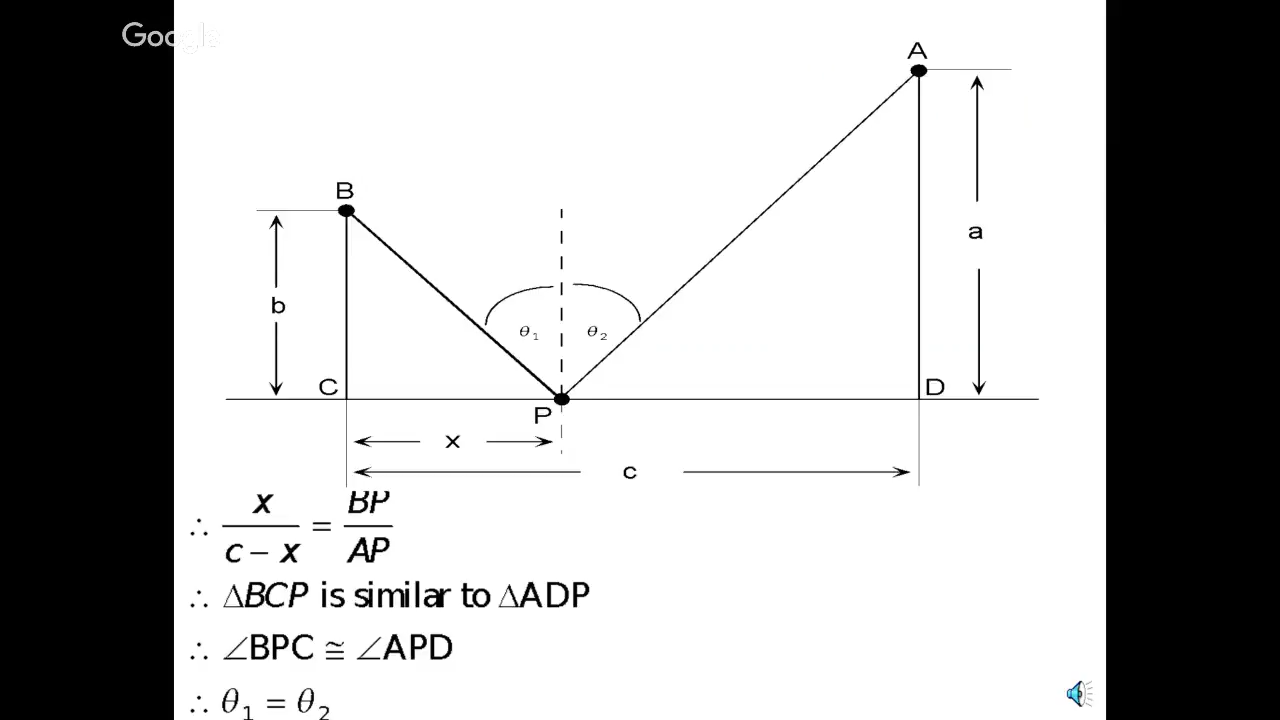 Google
A
B
a
b
θ₁ θ₂
C
D
P
x
c
∴ x/(c − x) = BP/AP
∴ ΔBCP is similar to ΔADP
∴ ∠BPC ≅ ∠APD
∴ θ₁ = θ₂